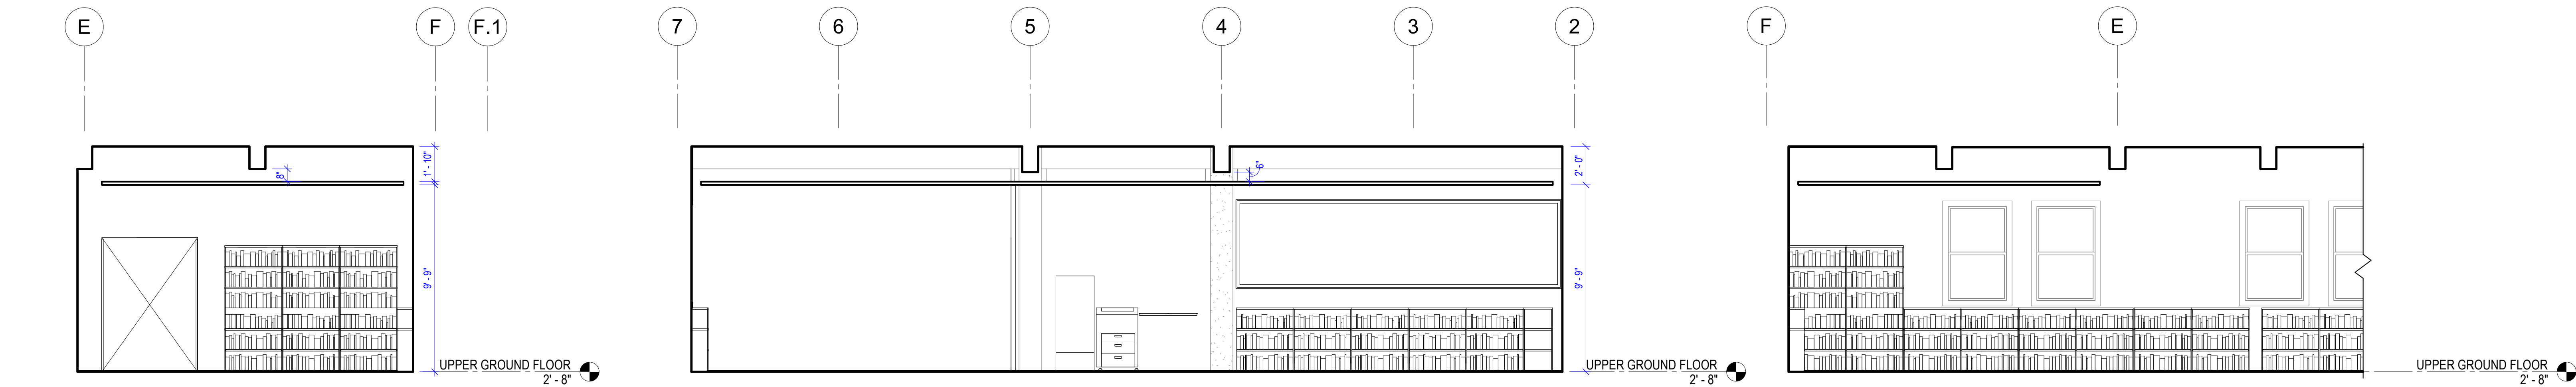 E
F
F.1
7
6
5
4
3
2
F
E
1' - 10"
8"
9' - 9"
UPPER GROUND FLOOR
2' - 8"
6"
2' - 0"
9' - 9"
UPPER GROUND FLOOR
2' - 8"
UPPER GROUND FLOOR
2' - 8"